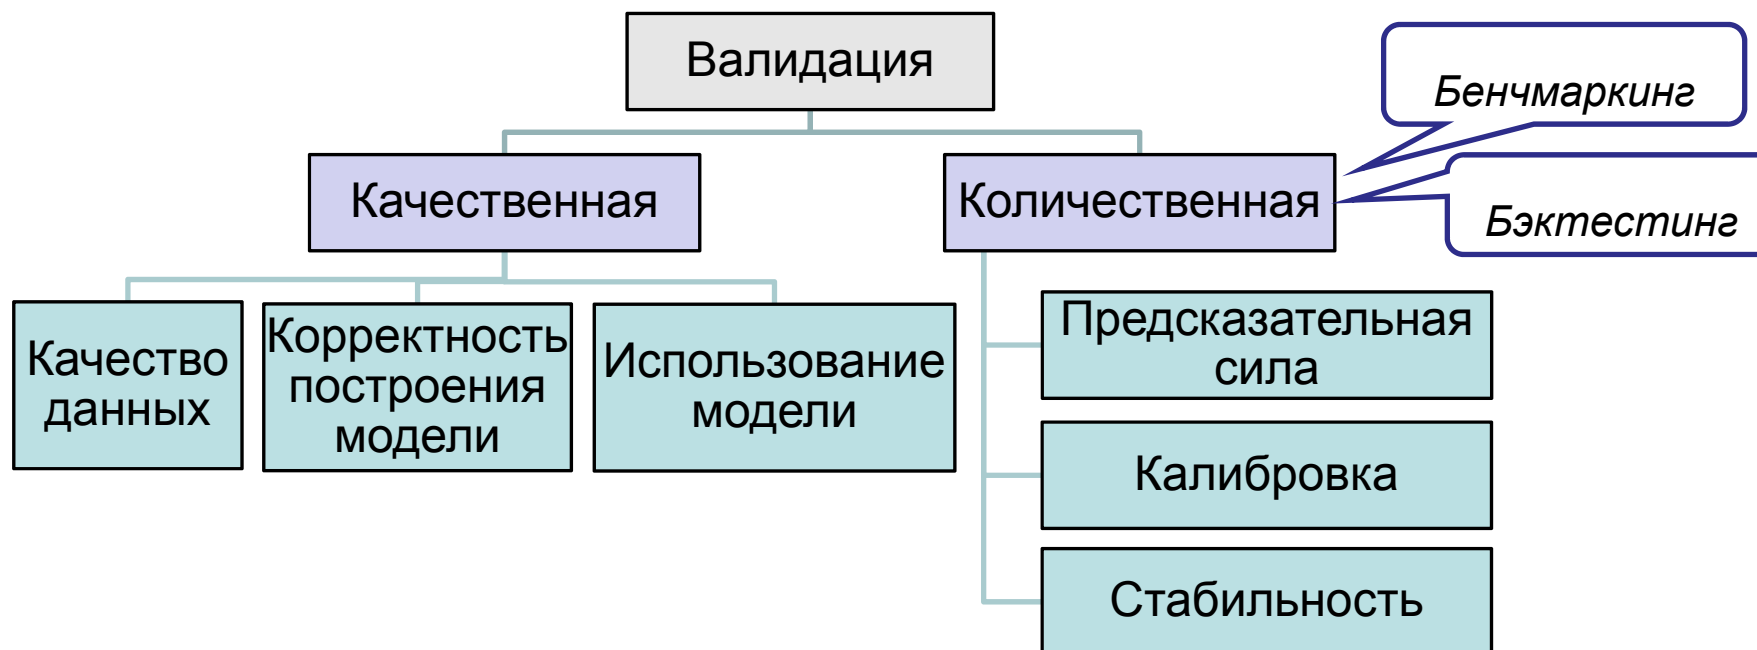 Валидация
Бенчмаркинг
Качественная
Количественная
Бэктестинг
Качество
данных
Корректность
построения
модели
Использование
модели
Предсказательная
сила
Калибровка
Стабильность